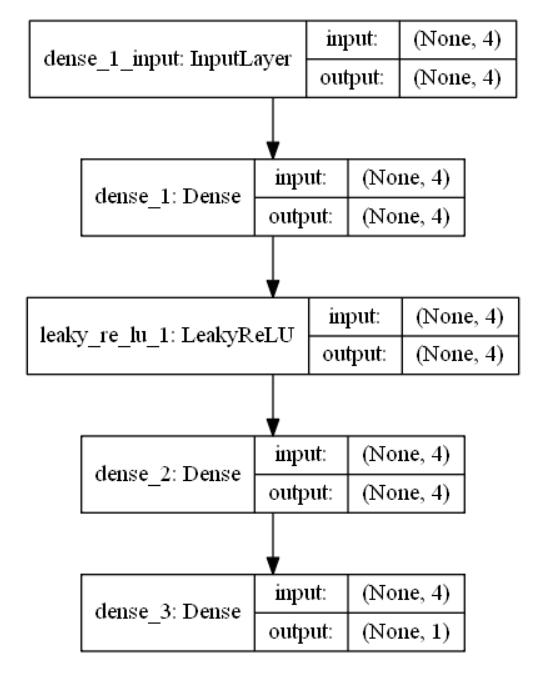 dense_1_input: InputLayer
input: (None, 4)
output: (None, 4)
dense_1: Dense
input: (None, 4)
output: (None, 4)
leaky_re_lu_1: LeakyReLU
input: (None, 4)
output: (None, 4)
dense_2: Dense
input: (None, 4)
output: (None, 4)
dense_3: Dense
input: (None, 4)
output: (None, 1)